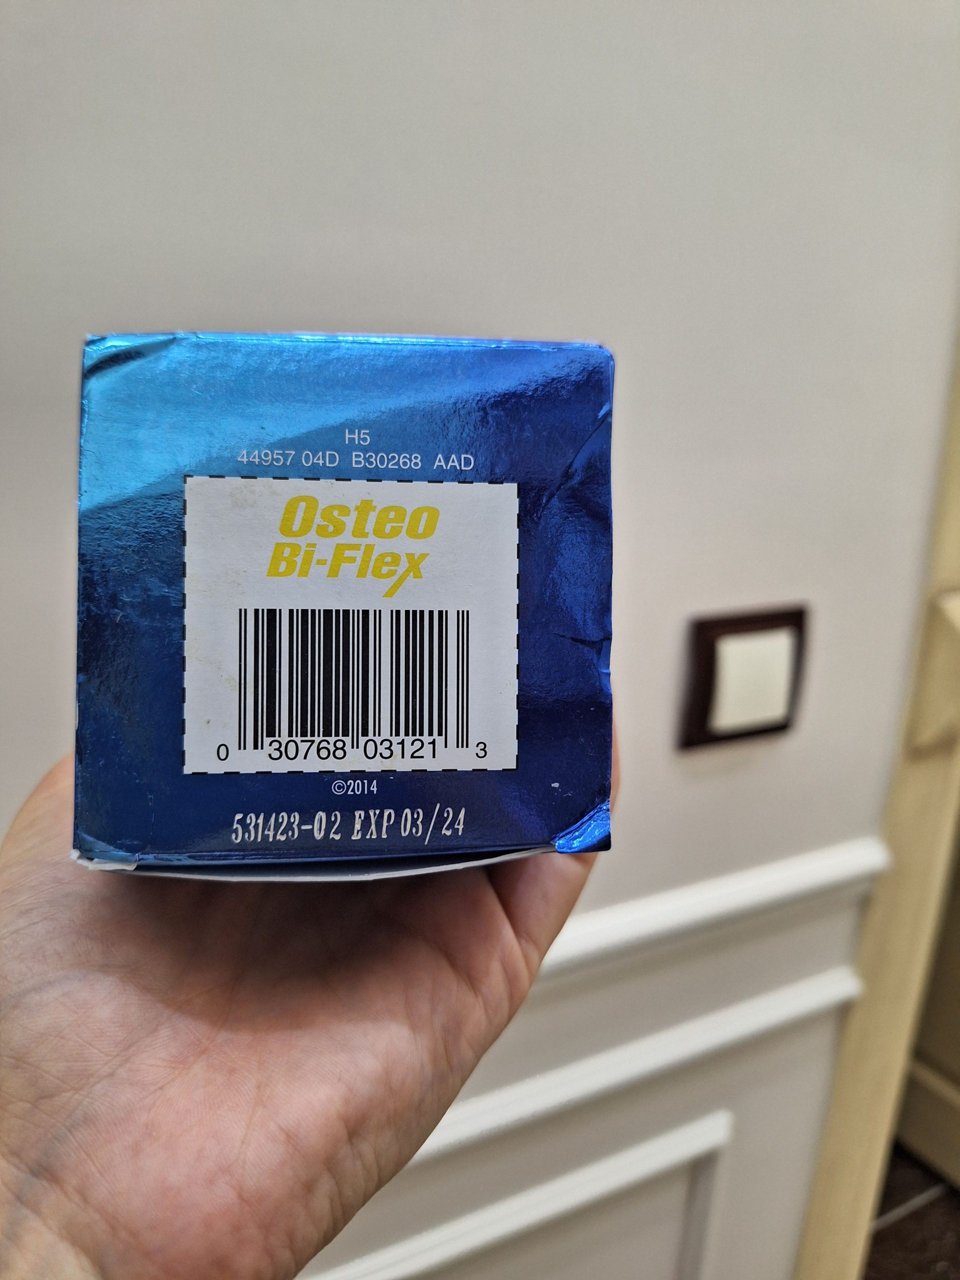 H5
44957 04D B30268 AAD
Osteo
Bi-Flex
0 30768 03121 3
©2014
531423-02 EXP 03/24